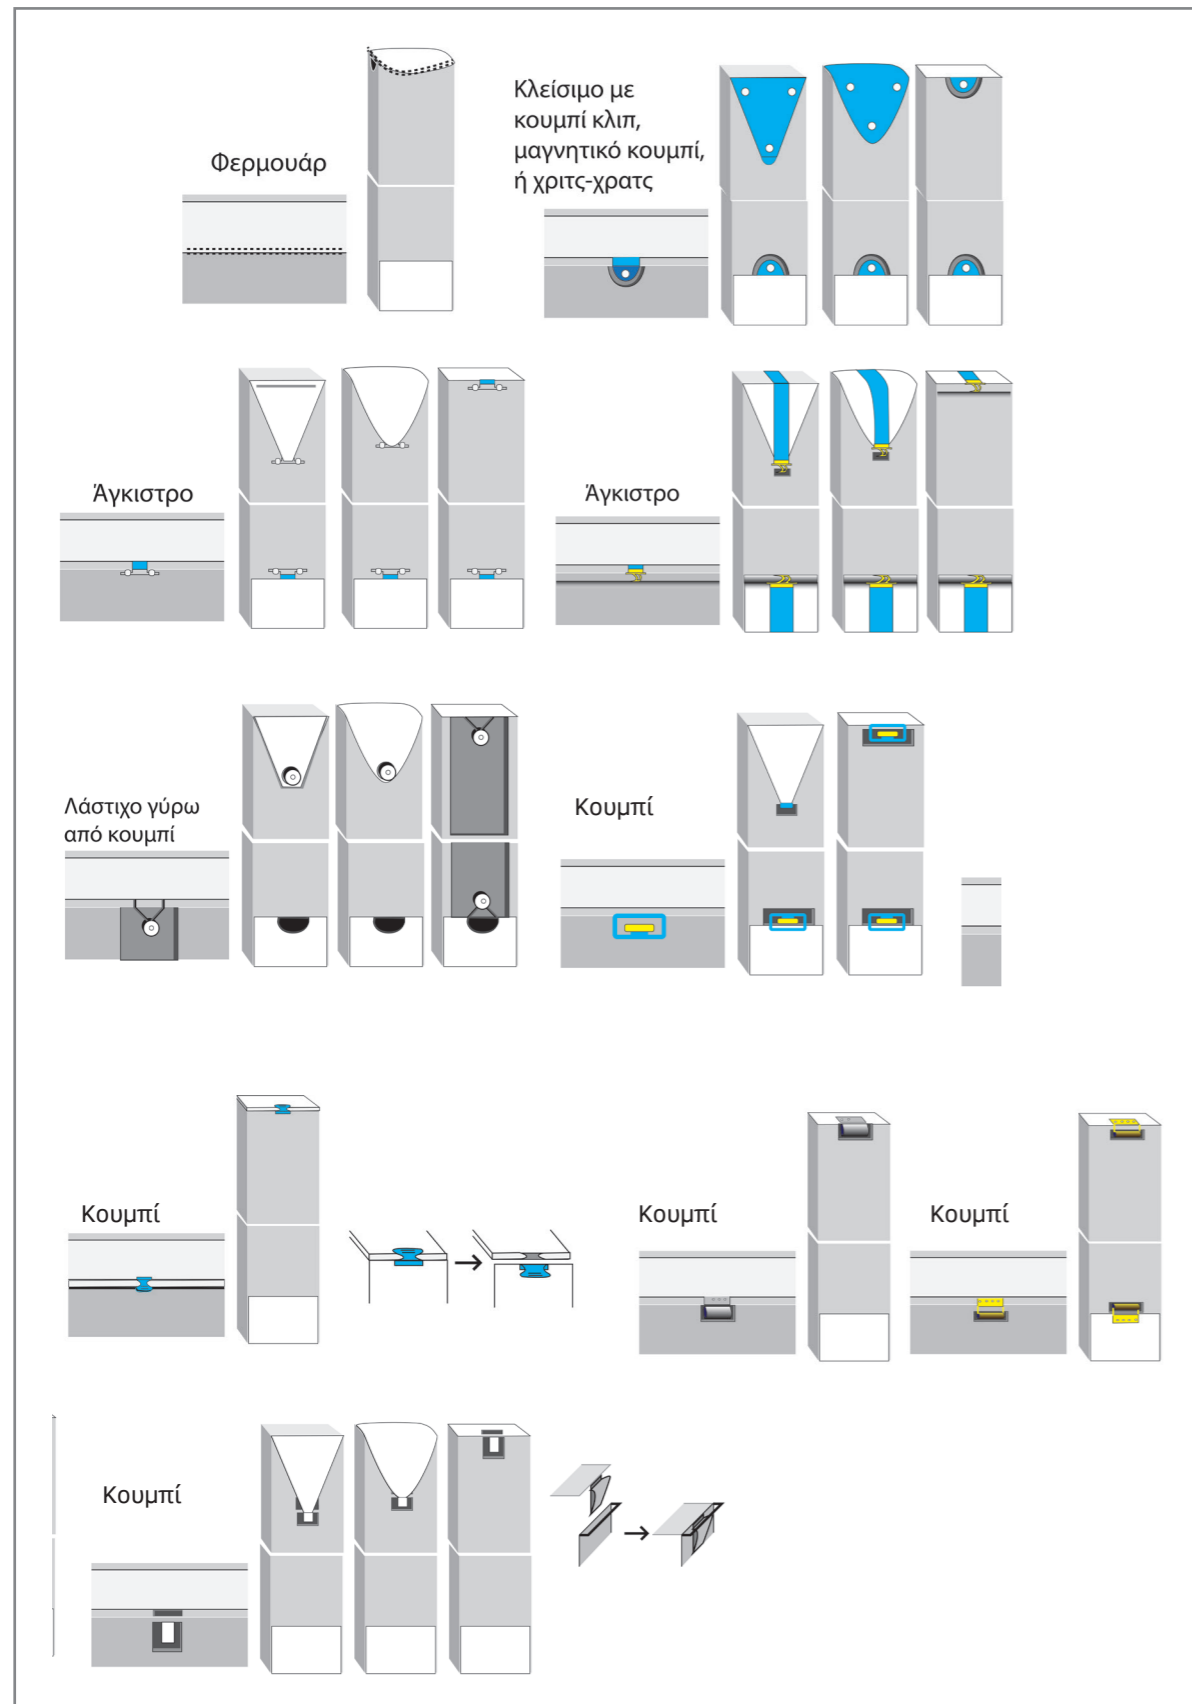 Φερμουάρ
Κλείσιμο με
κουμπί κλιπ,
μαγνητικό κουμπί,
ή χριτς-χρατς
Άγκιστρο
Άγκιστρο
Λάστιχο γύρω
από κουμπί
Κουμπί
Κουμπί
Κουμπί
Κουμπί
Κουμπί